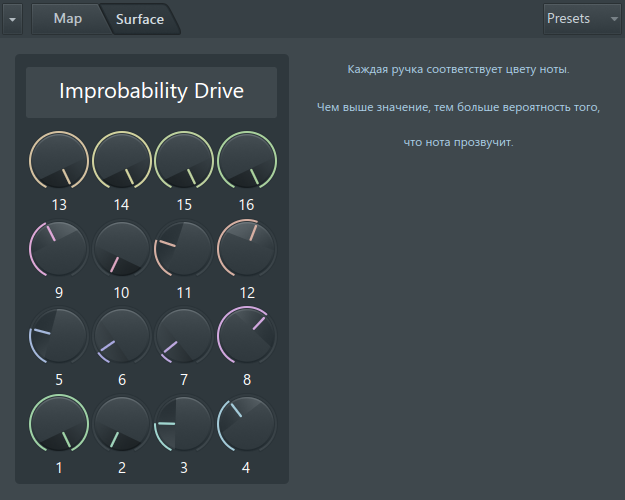 Map
Surface
Presets
Improbability Drive
13 14 15 16
9 10 11 12
5 6 7 8
1 2 3 4
Каждая ручка соответствует цвету ноты.
Чем выше значение, тем больше вероятность того,
что нота прозвучит.